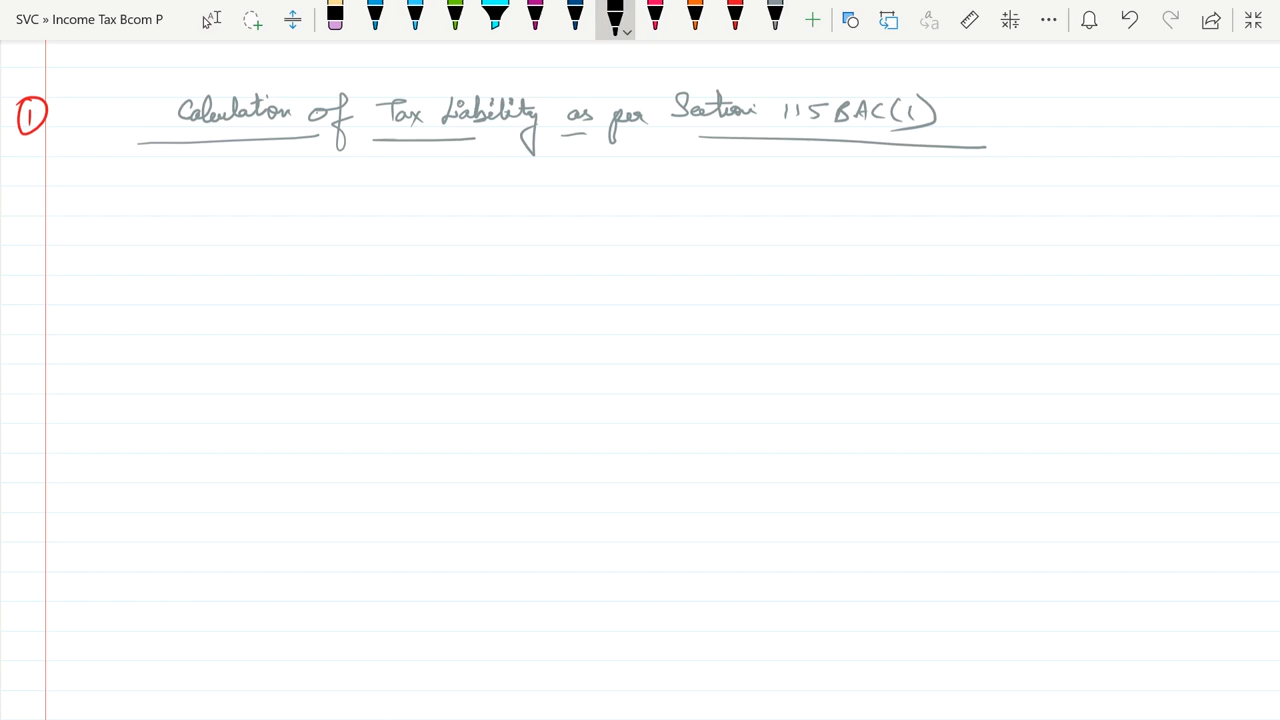 SVC » Income Tax Bcom P
① Calculation of Tax Liability as per Section 115BAC(1)